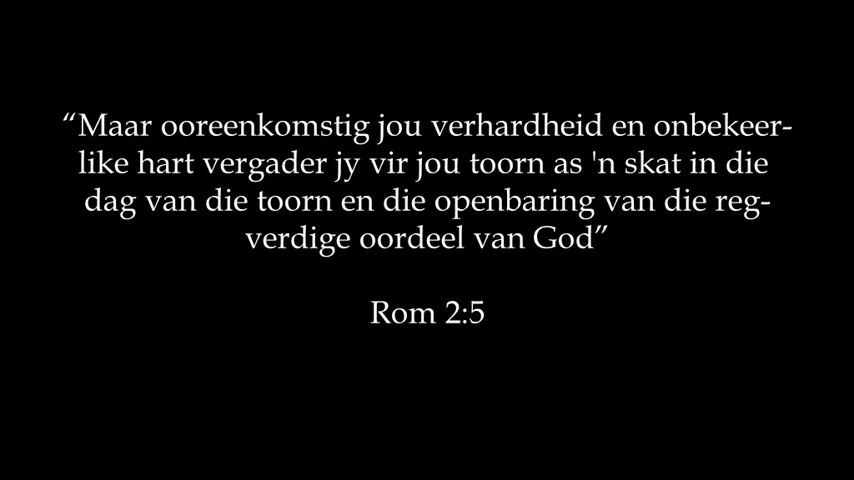 “Maar ooreenkomstig jou verhardheid en onbekeer-
like hart vergader jy vir jou toorn as 'n skat in die
dag van die toorn en die openbaring van die reg-
verdige oordeel van God”
Rom 2:5